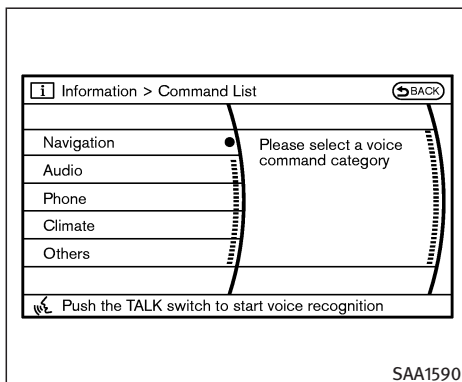 i Information > Command List
BACK
Navigation
Audio
Phone
Climate
Others
Please select a voice
command category
Push the TALK switch to start voice recognition
SAA1590